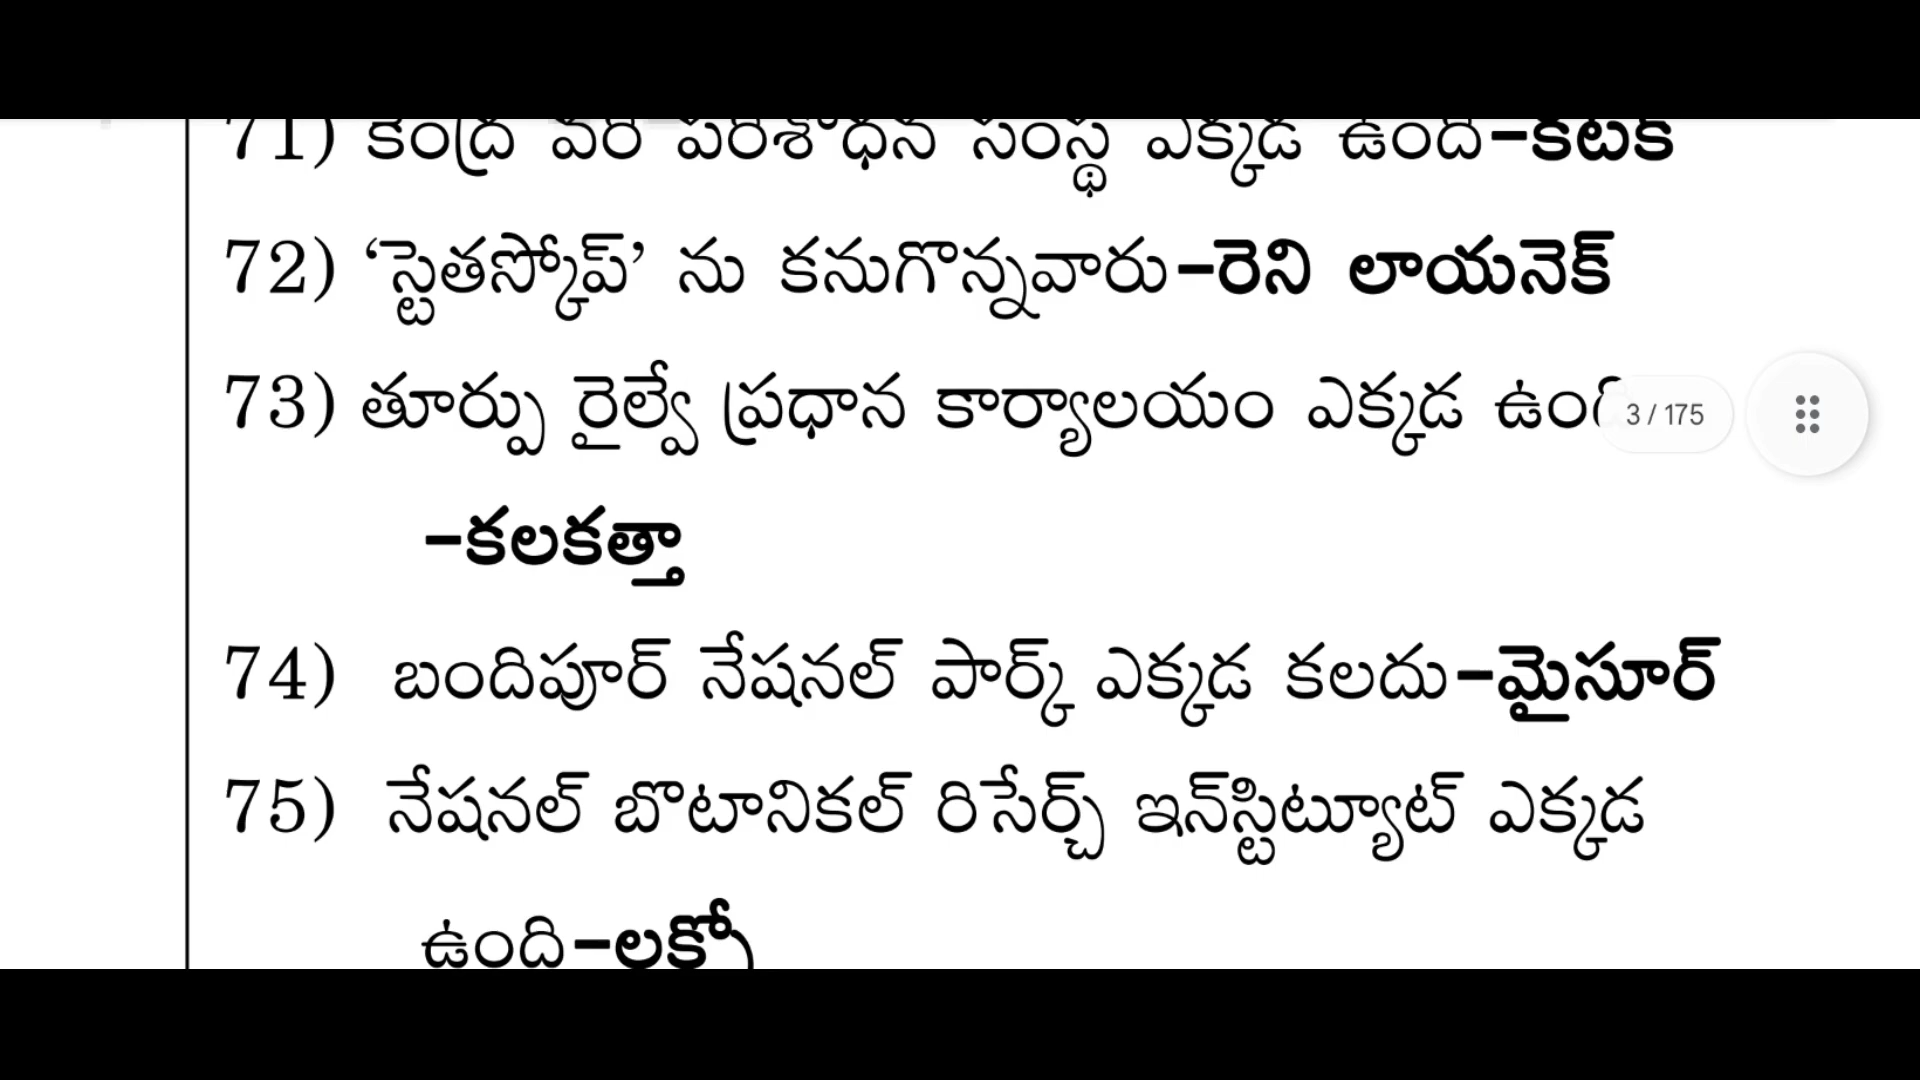 71) కేంద్ర వరి పరిశోధన సంస్థ ఎక్కడ ఉంది-కటక్
72) ‘స్టెతస్కోప్’ ను కనుగొన్నవారు-రెని లాయనెక్
73) తూర్పు రైల్వే ప్రధాన కార్యాలయం ఎక్కడ ఉంది
3 / 175
-కలకత్తా
74) బందిపూర్ నేషనల్ పార్క్ ఎక్కడ కలదు-మైసూర్
75) నేషనల్ బొటానికల్ రిసేర్చ్ ఇన్‌స్టిట్యూట్ ఎక్కడ
ఉంది-లక్నో